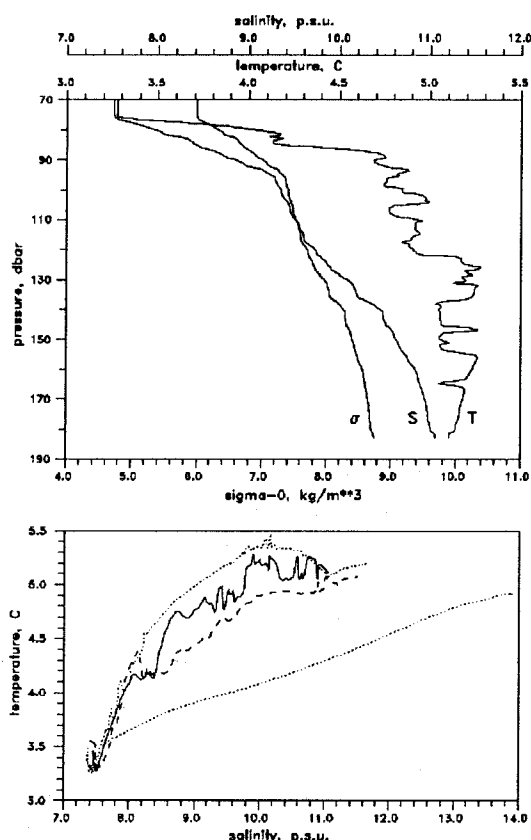 salinity, p.s.u.
7.0 8.0 9.0 10.0 11.0 12.0
temperature, C
3.0 3.5 4.0 4.5 5.0 5.5
70
90
110
130
150
170
190
pressure, dbar
σ S T
4.0 5.0 6.0 7.0 8.0 9.0 10.0 11.0
sigma-0, kg/m**3
5.5
5.0
4.5
4.0
3.5
3.0
temperature, C
7.0 8.0 9.0 10.0 11.0 12.0 13.0 14.0
salinity, p.s.u.